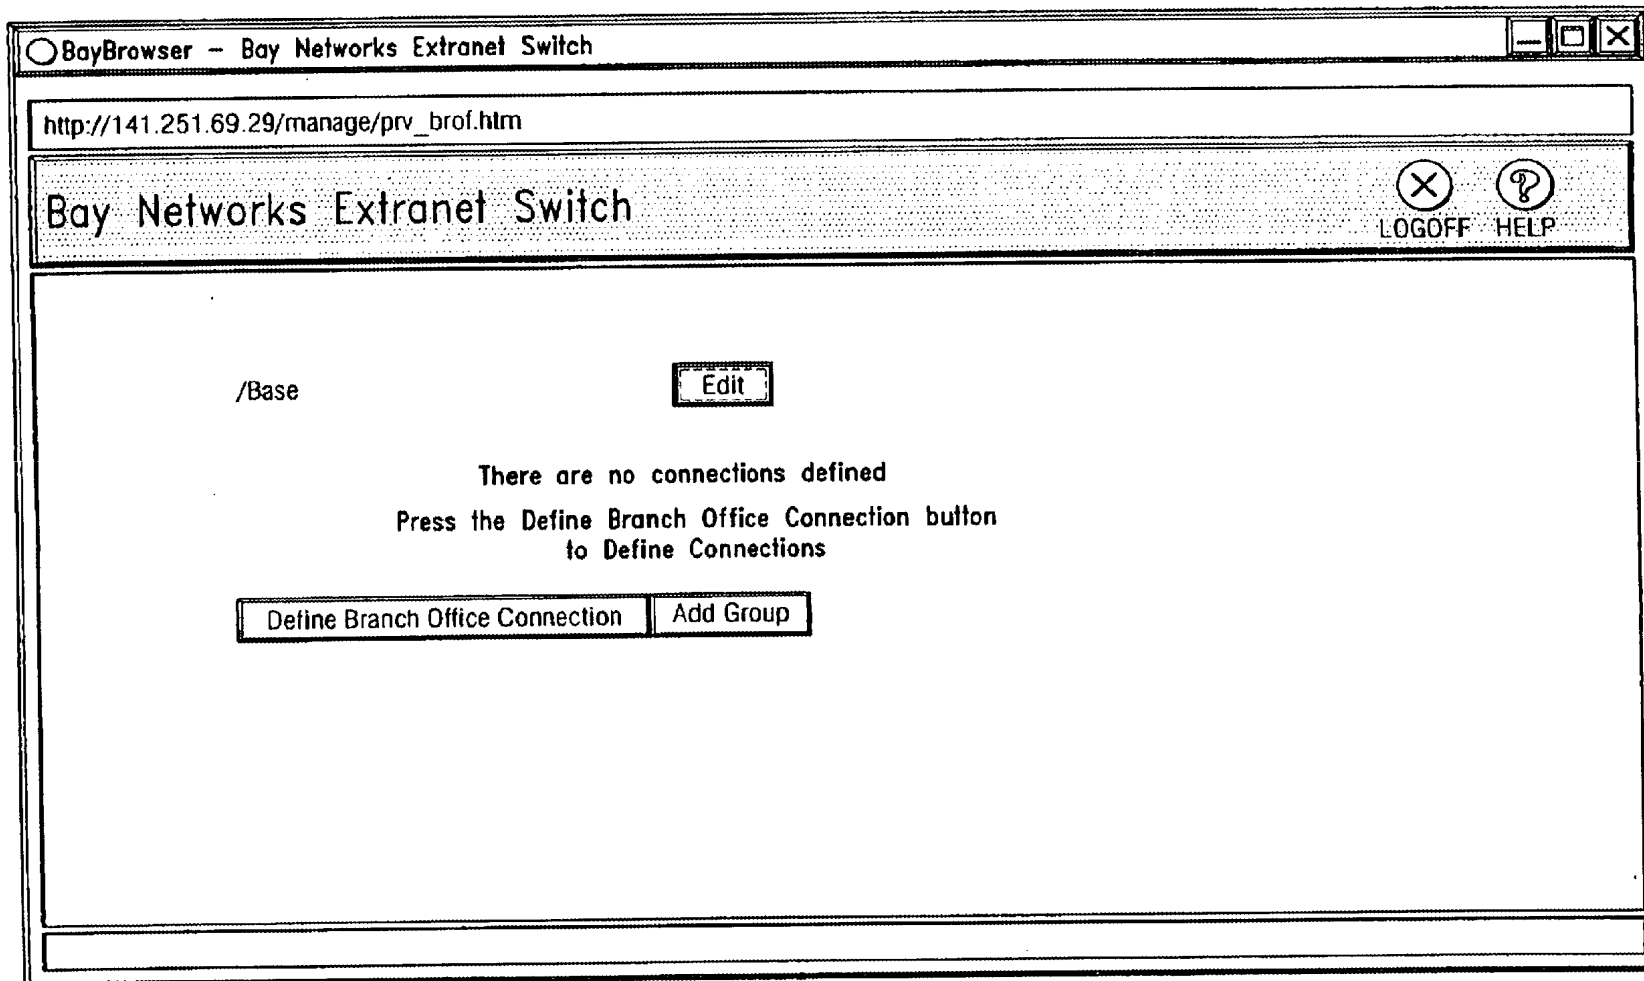 BayBrowser – Bay Networks Extranet Switch
http://141.251.69.29/manage/prv_brof.htm
Bay Networks Extranet Switch
LOGOFF HELP
/Base Edit
There are no connections defined
Press the Define Branch Office Connection button
to Define Connections
Define Branch Office Connection Add Group